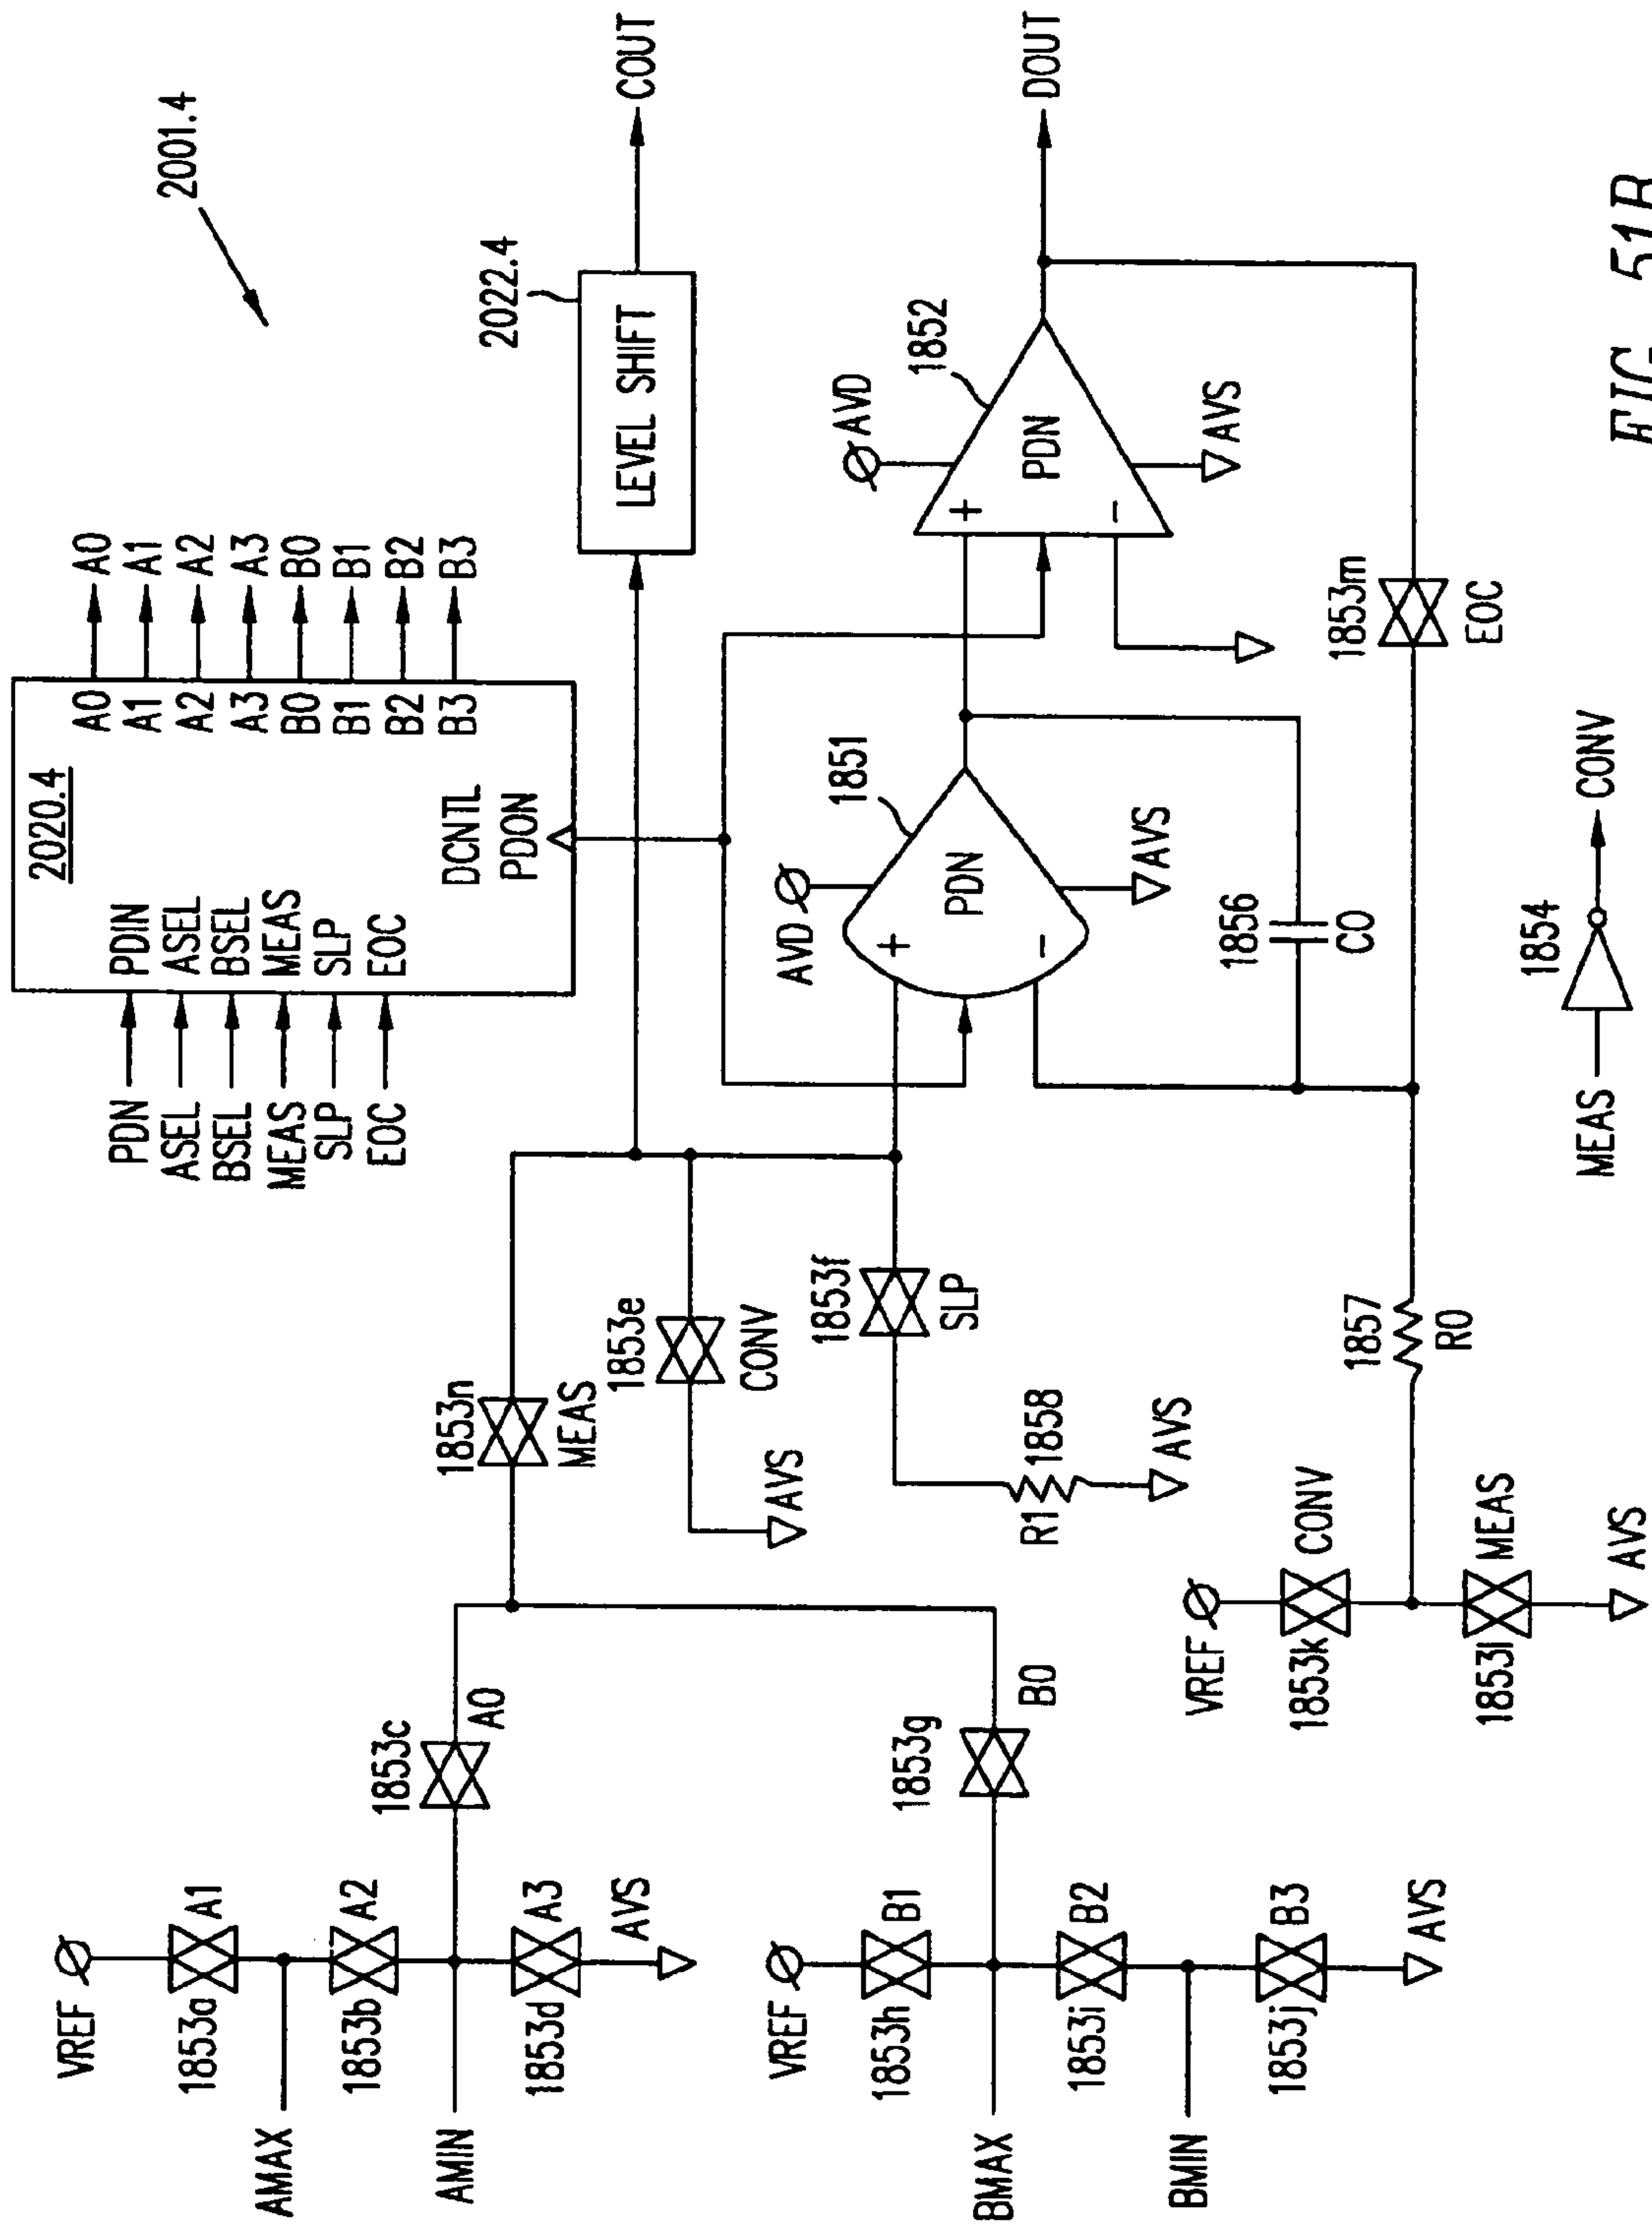 2001.4
PDN
ASEL
BSEL
MEAS
SLP
EOC
PDIN
ASEL
BSEL
MEAS
SLP
EOC
2020.4
DCNTL
PDON
A0
A1
A2
A3
B0
B1
B2
B3
A0
A1
A2
A3
B0
B1
B2
B3
2022.4
LEVEL SHIFT
COUT
VREF
1853a
A1
AMAX
1853b
A2
AMIN
1853d
A3
AVS
1853c
A0
1853n
MEAS
1853e
CONV
AVS
1853f
SLP
R1
1858
AVS
AVD
1851
+
PDN
-
AVS
1856
C0
AVD
1852
+
PDN
-
AVS
DOUT
1853m
EOC
VREF
1853h
B1
BMAX
1853i
B2
BMIN
1853j
B3
AVS
1853g
B0
VREF
1853k
CONV
1853l
MEAS
AVS
1857
R0
MEAS
1854
CONV
FIG. 51B